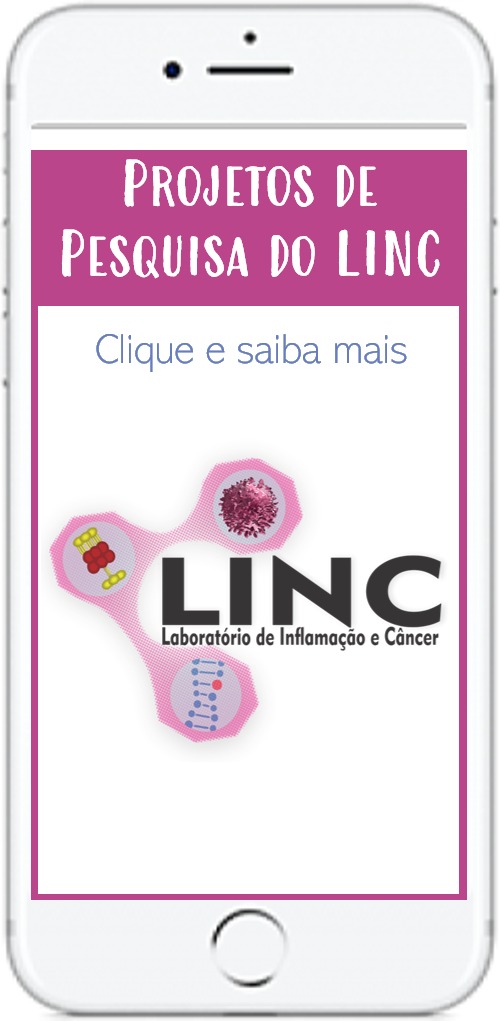 Projetos de
Pesquisa do LINC
Clique e saiba mais
LINC
Laboratório de Inflamação e Câncer